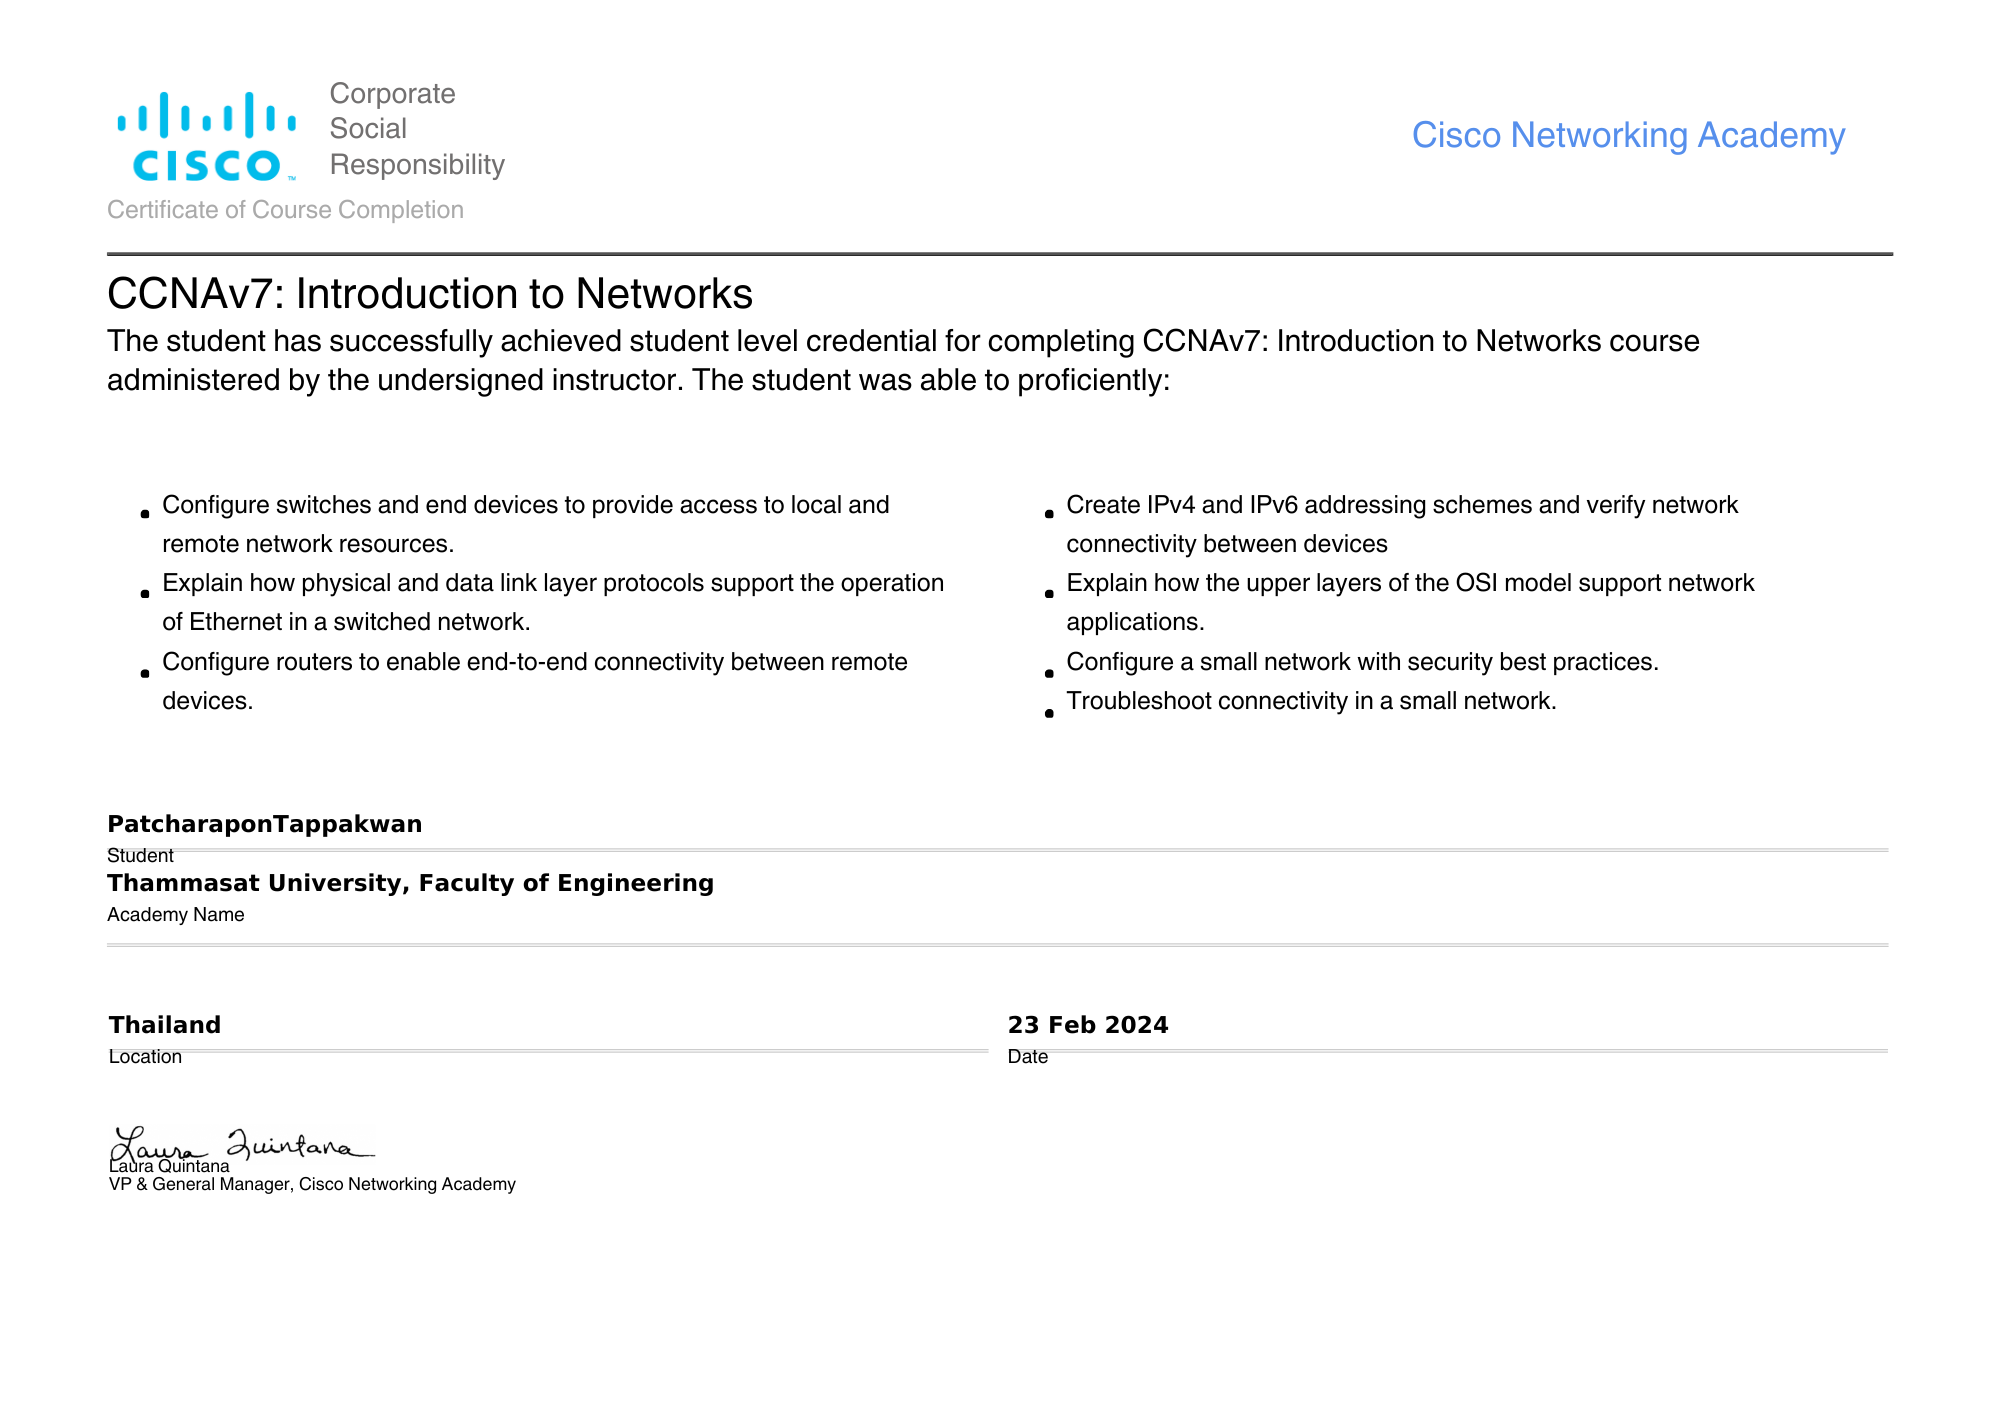 CISCO™
Corporate
Social
Responsibility
Cisco Networking Academy
Certificate of Course Completion
CCNAv7: Introduction to Networks
The student has successfully achieved student level credential for completing CCNAv7: Introduction to Networks course
administered by the undersigned instructor. The student was able to proficiently:
• Configure switches and end devices to provide access to local and
remote network resources.
• Explain how physical and data link layer protocols support the operation
of Ethernet in a switched network.
• Configure routers to enable end-to-end connectivity between remote
devices.
• Create IPv4 and IPv6 addressing schemes and verify network
connectivity between devices
• Explain how the upper layers of the OSI model support network
applications.
• Configure a small network with security best practices.
• Troubleshoot connectivity in a small network.
PatcharaponTappakwan
Student
Thammasat University, Faculty of Engineering
Academy Name
Thailand
Location
23 Feb 2024
Date
Laura Quintana
Laura Quintana
VP & General Manager, Cisco Networking Academy